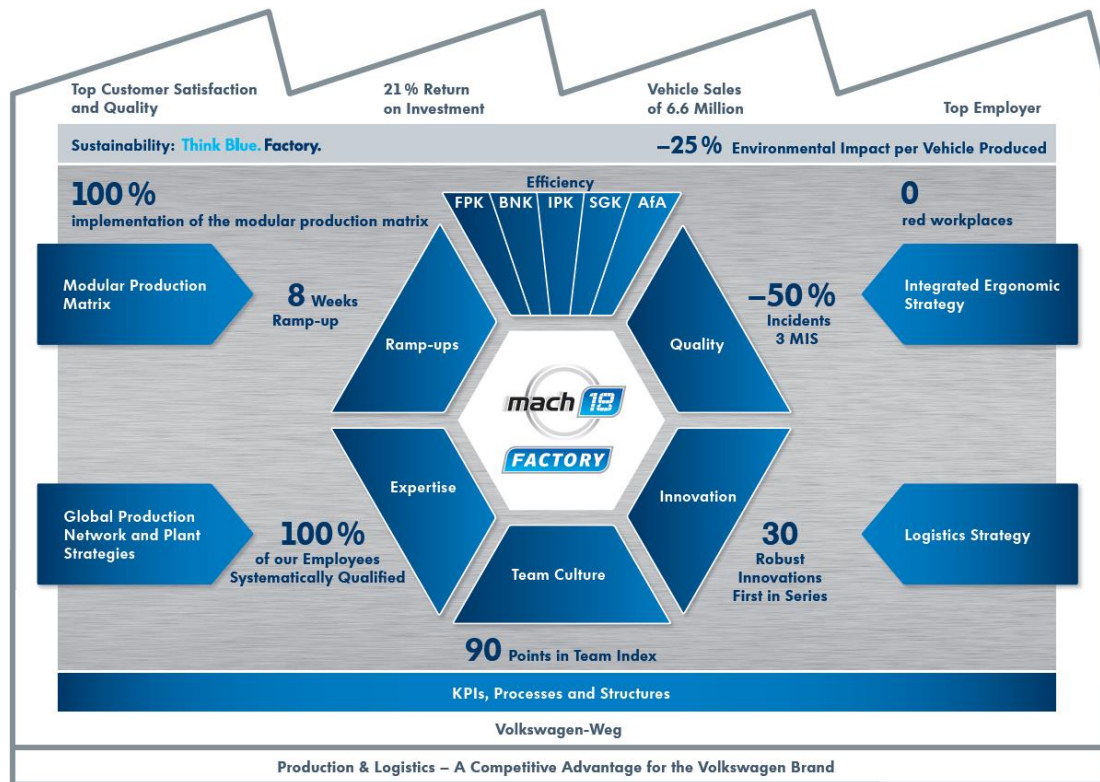 Top Customer Satisfaction
and Quality
21 % Return
on Investment
Vehicle Sales
of 6.6 Million
Top Employer
Sustainability: Think Blue. Factory.
–25 % Environmental Impact per Vehicle Produced
100 %
implementation of the modular production matrix
Efficiency
FPK BNK IPK SGK AfA
0
red workplaces
Modular Production
Matrix
8 Weeks
Ramp-up
Ramp-ups
Quality
–50 %
Incidents
3 MIS
Integrated Ergonomic
Strategy
mach 18
FACTORY
Global Production
Network and Plant
Strategies
100 %
of our Employees
Systematically Qualified
Expertise
Team Culture
Innovation
30
Robust
Innovations
First in Series
Logistics Strategy
90 Points in Team Index
KPIs, Processes and Structures
Volkswagen-Weg
Production & Logistics – A Competitive Advantage for the Volkswagen Brand